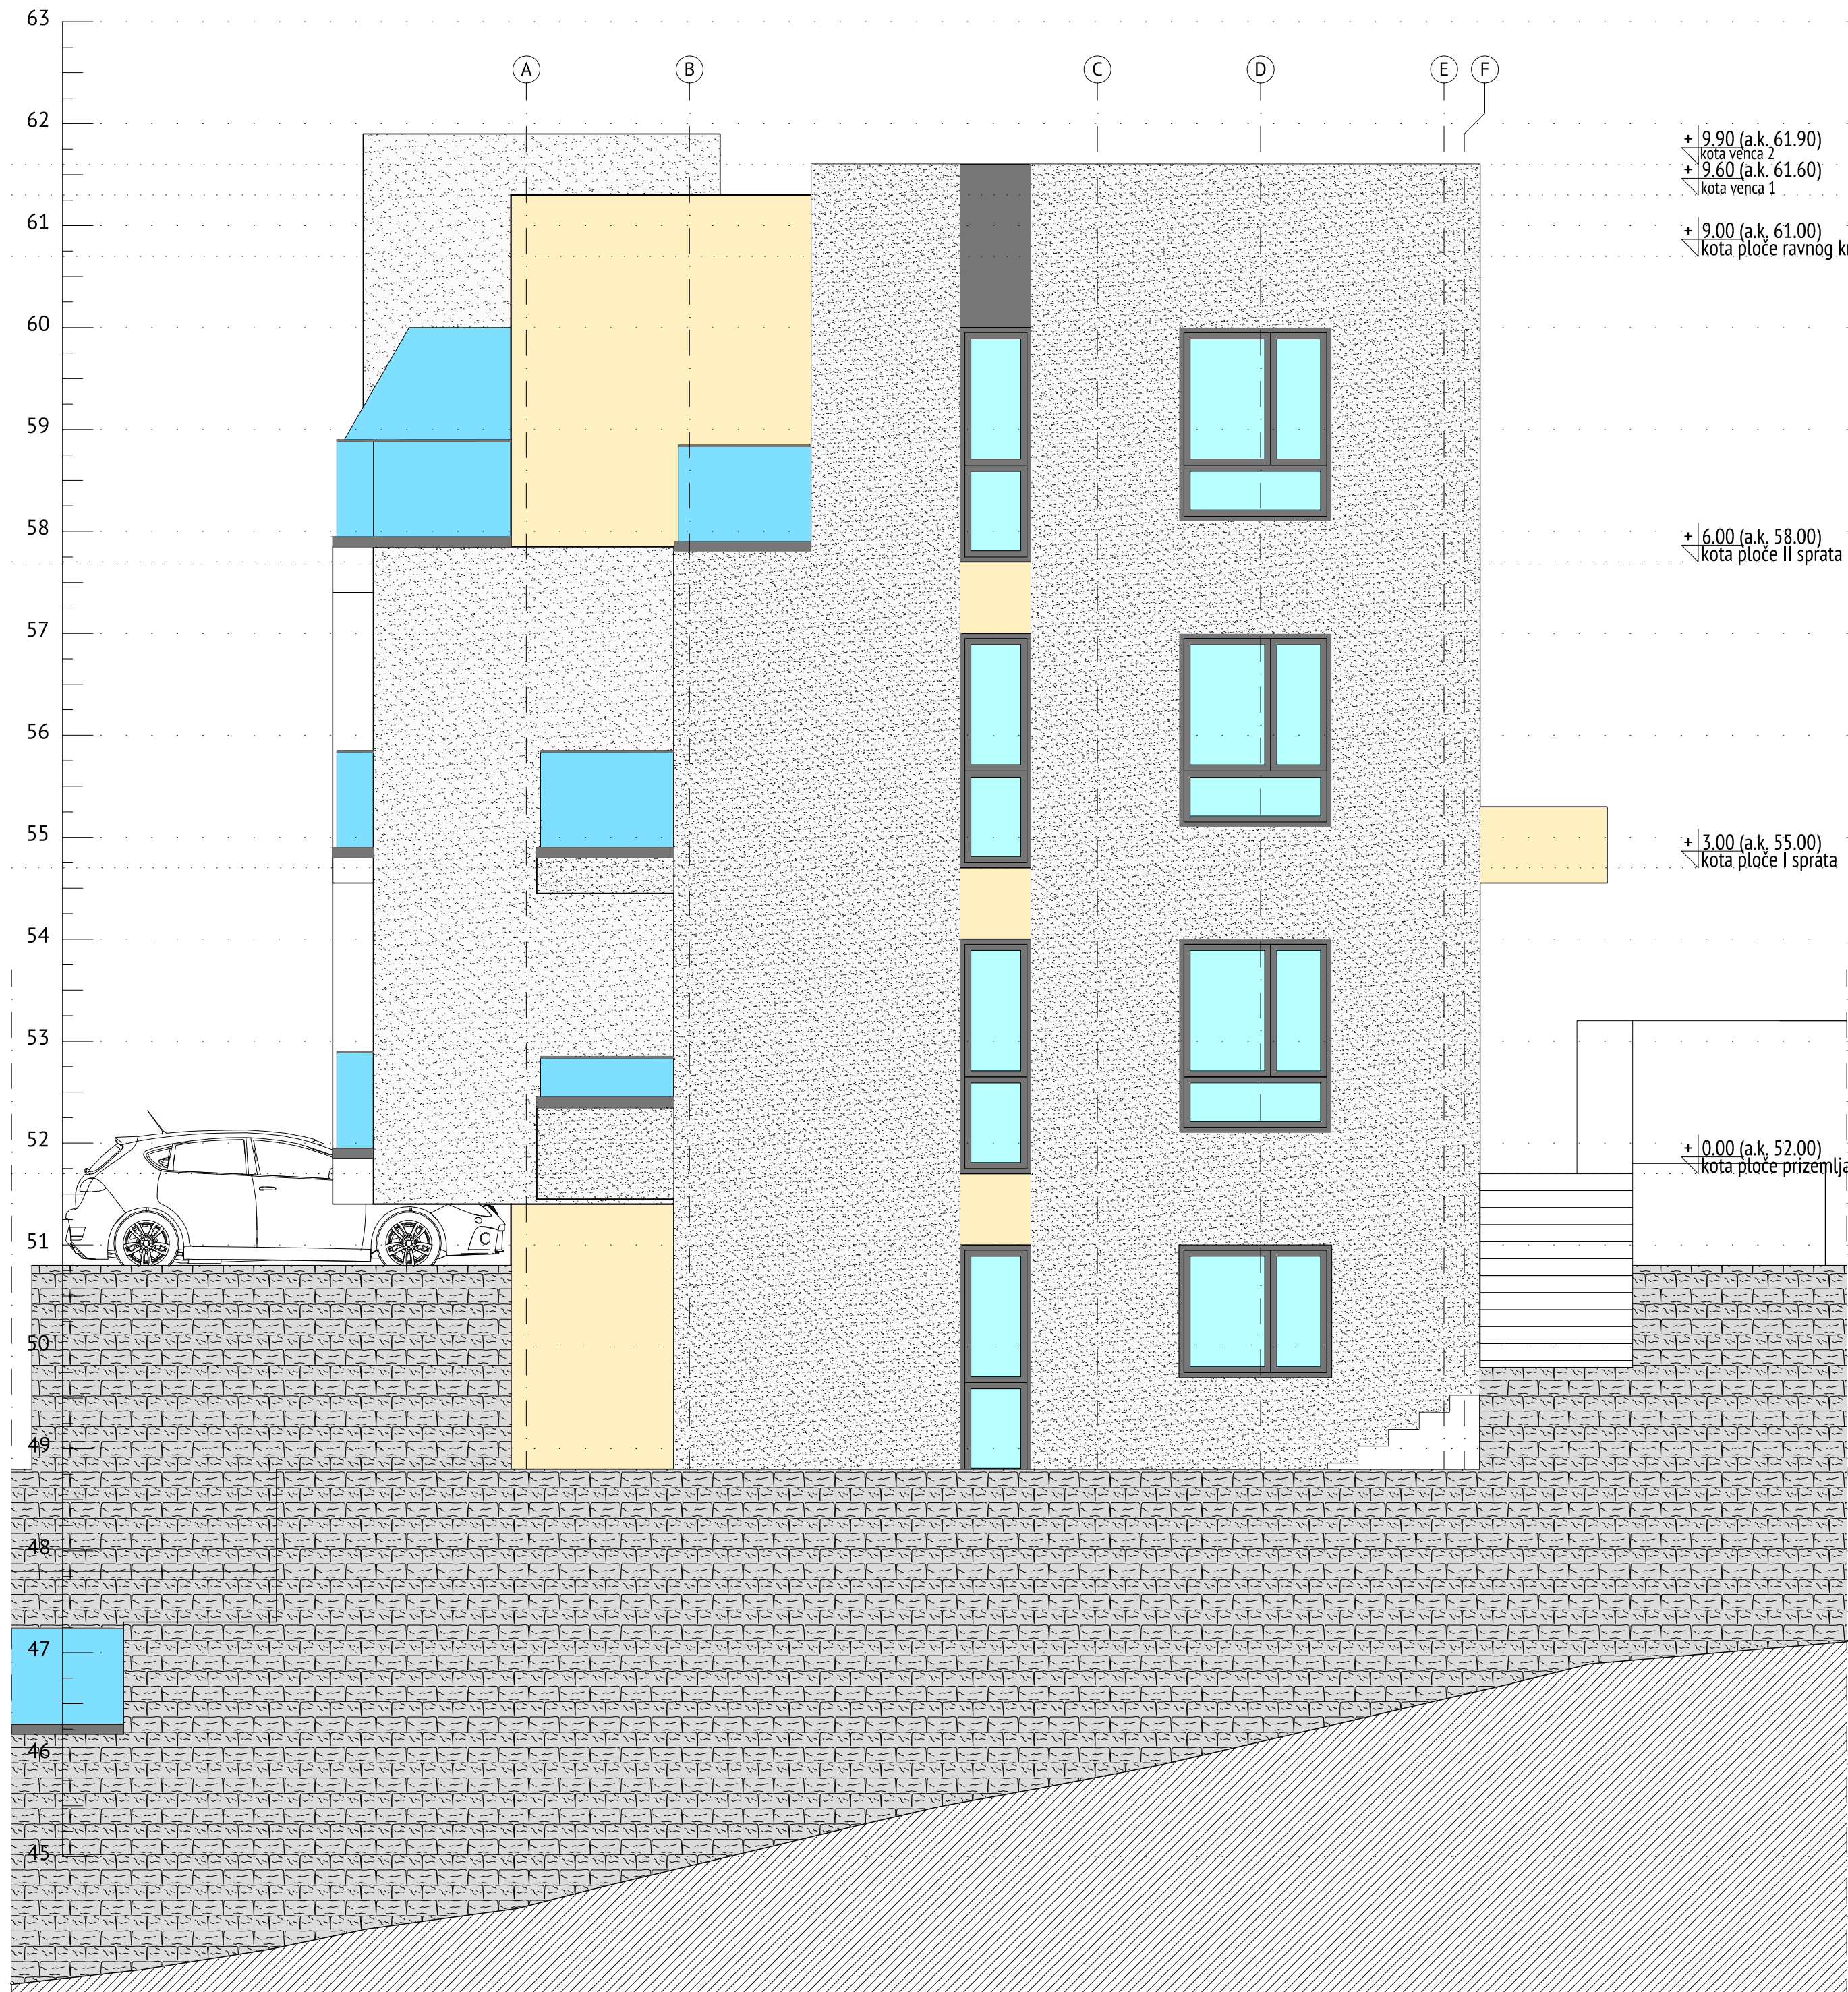 63
A B C D E F
62
+ 9.90 (a.k. 61.90)
kota venca 2
+ 9.60 (a.k. 61.60)
kota venca 1
61
+ 9.00 (a.k. 61.00)
kota ploče ravnog
60
59
58
+ 6.00 (a.k. 58.00)
kota ploče II sprata
57
56
55
+ 3.00 (a.k. 55.00)
kota ploče I sprata
54
53
52
+ 0.00 (a.k. 52.00)
kota ploče prizemlja
51
50
49
48
47
46
45